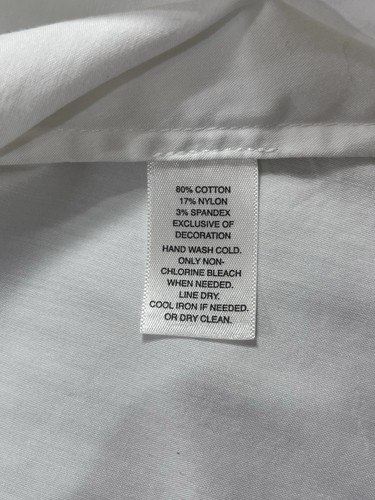 80% COTTON
17% NYLON
3% SPANDEX
EXCLUSIVE OF
DECORATION
HAND WASH COLD.
ONLY NON-
CHLORINE BLEACH
WHEN NEEDED.
LINE DRY.
COOL IRON IF NEEDED.
OR DRY CLEAN.